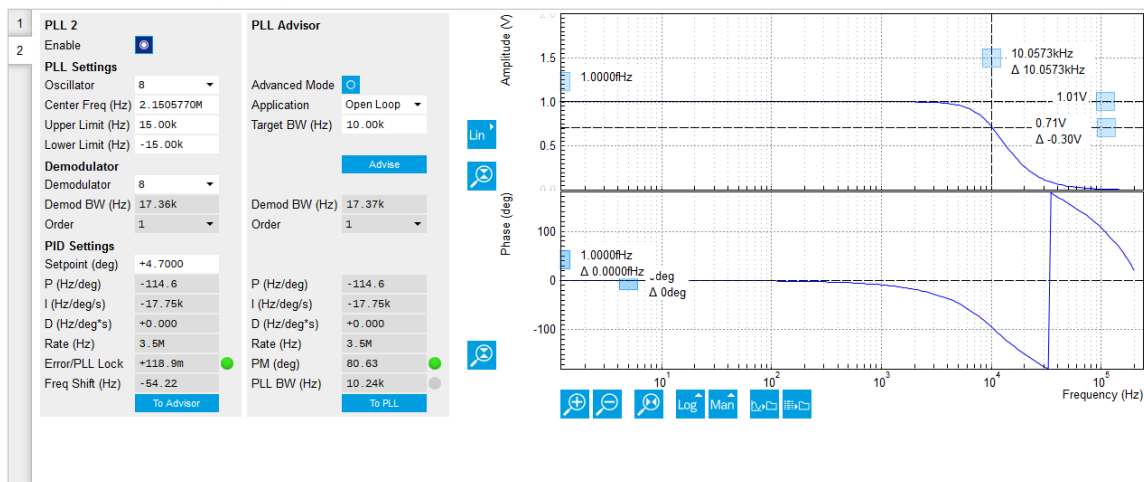 1
2
PLL 2
Enable
PLL Settings
Oscillator 8
Center Freq (Hz) 2.1505770M
Upper Limit (Hz) 15.00k
Lower Limit (Hz) -15.00k
Demodulator
Demodulator 8
Demod BW (Hz) 17.36k
Order 1
PID Settings
Setpoint (deg) +4.7000
P (Hz/deg) -114.6
I (Hz/deg/s) -17.75k
D (Hz/deg*s) +0.000
Rate (Hz) 3.5M
Error/PLL Lock +118.9m
Freq Shift (Hz) -54.22
To Advisor
PLL Advisor
Advanced Mode
Application Open Loop
Target BW (Hz) 10.00k
Advise
Demod BW (Hz) 17.37k
Order 1
P (Hz/deg) -114.6
I (Hz/deg/s) -17.75k
D (Hz/deg*s) +0.000
Rate (Hz) 3.5M
PM (deg) 80.63
PLL BW (Hz) 10.24k
To PLL
Lin
Amplitude (V)
2.0
1.5
1.0
0.5
0.0
1.0000fHz
10.0573kHz
Δ 10.0573kHz
1.01V
0.71V
Δ -0.30V
Phase (deg)
100
0
-100
1.0000fHz
Δ 0.0000fHz
deg
Δ 0deg
10¹ 10² 10³ 10⁴ 10⁵
Frequency (Hz)
Log Man